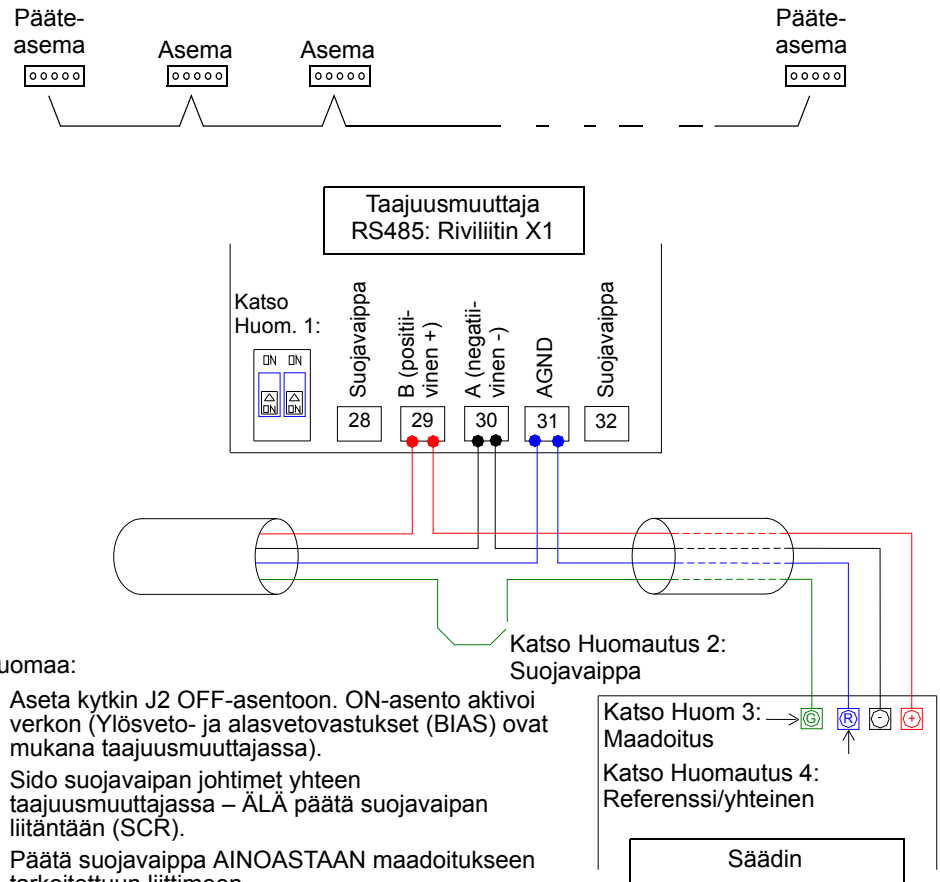 Pääte-
asema
Asema
Asema
Pääte-
asema
Taajuusmuuttaja
RS485: Riviliitin X1
Katso
Huom. 1:
ON ON
ON ON
Suojavaippa
B (positii-
vinen +)
A (negatii-
vinen -)
AGND
Suojavaippa
28
29
30
31
32
Katso Huomautus 2:
Suojavaippa
uomaa:
Aseta kytkin J2 OFF-asentoon. ON-asento aktivoi
verkon (Ylösveto- ja alasvetovastukset (BIAS) ovat
mukana taajuusmuuttajassa).
Sido suojavaipan johtimet yhteen
taajuusmuuttajassa – ÄLÄ päätä suojavaipan
liitäntään (SCR).
Päätä suojavaippa AINOASTAAN maadoitukseen
Katso Huom 3:
Maadoitus
G R - +
Katso Huomautus 4:
Referenssi/yhteinen
Säädin